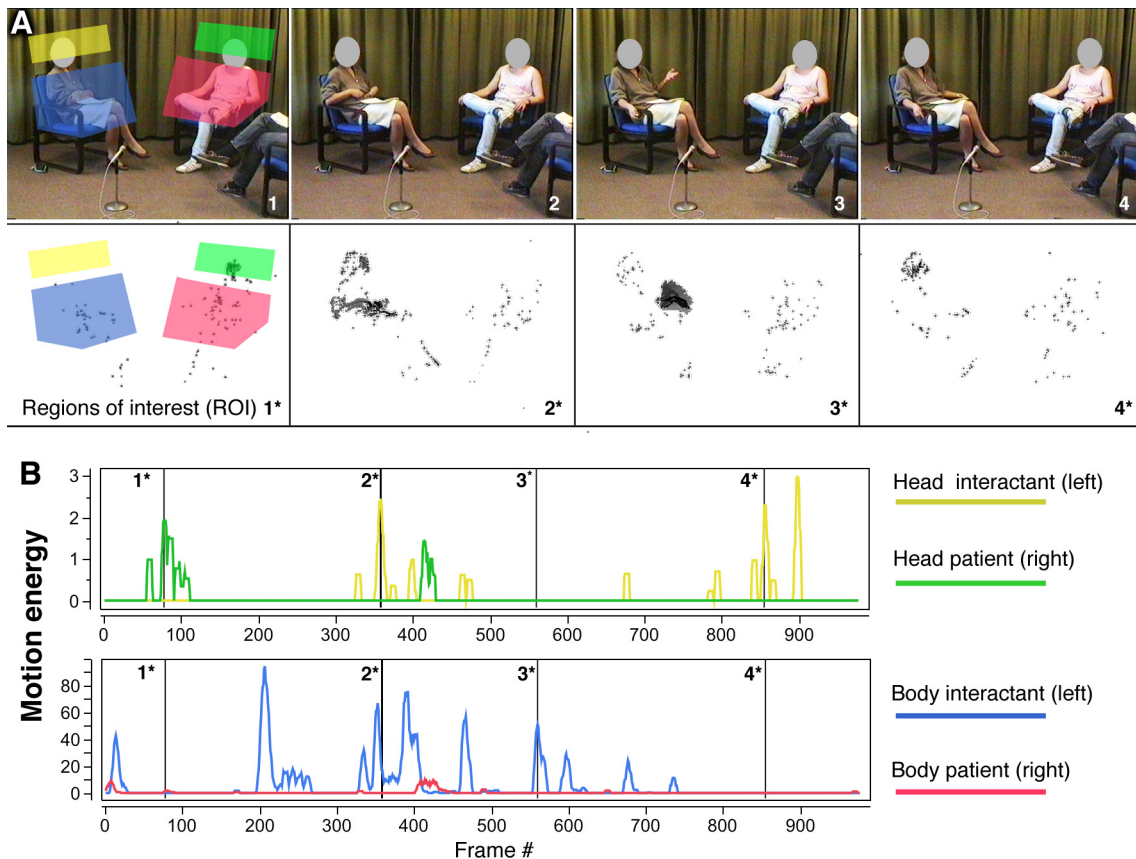 A
1
2
3
4
Regions of interest (ROI) 1*
2*
3*
4*
B
Motion energy
3
2
1
0
1*
2*
3*
4*
0 100 200 300 400 500 600 700 800 900
Head interactant (left)
Head patient (right)
80
60
40
20
0
1*
2*
3*
4*
0 100 200 300 400 500 600 700 800 900
Frame #
Body interactant (left)
Body patient (right)